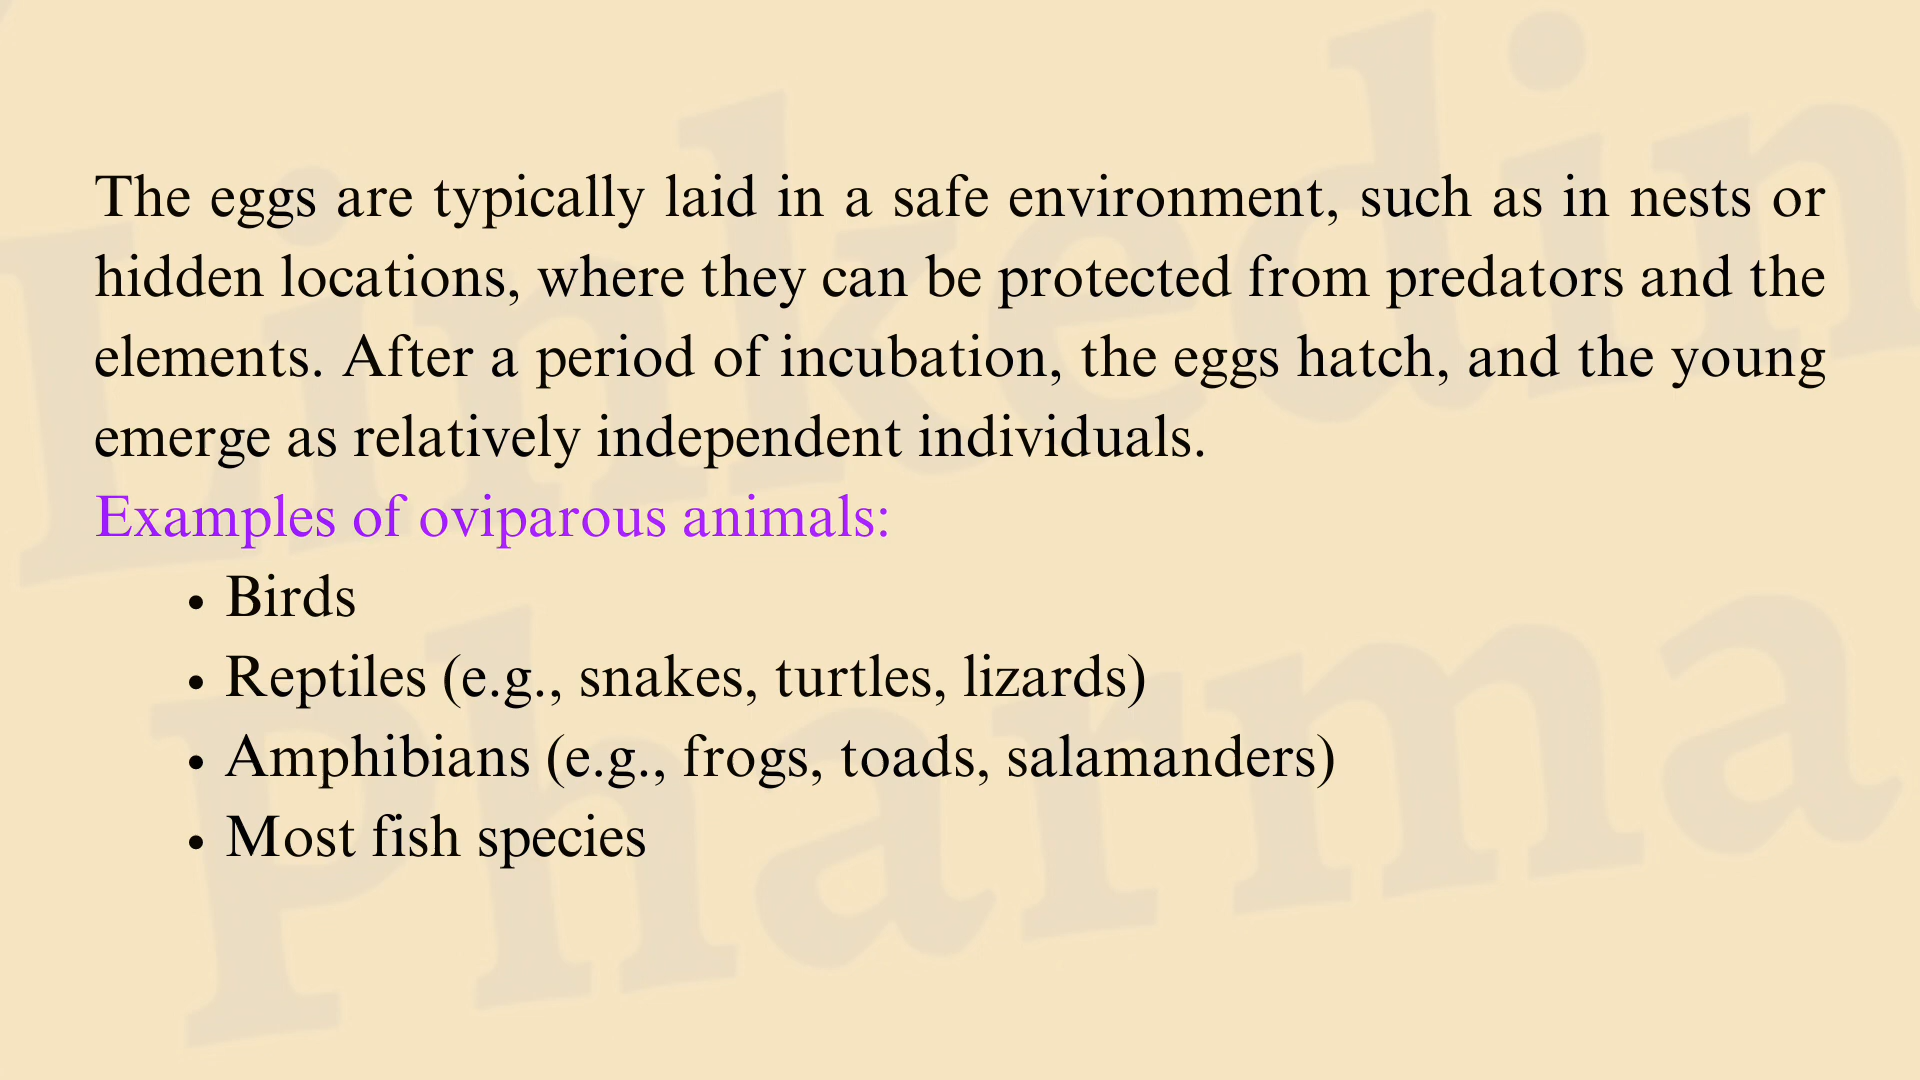 The eggs are typically laid in a safe environment, such as in nests or
hidden locations, where they can be protected from predators and the
elements. After a period of incubation, the eggs hatch, and the young
emerge as relatively independent individuals.
Examples of oviparous animals:
• Birds
• Reptiles (e.g., snakes, turtles, lizards)
• Amphibians (e.g., frogs, toads, salamanders)
• Most fish species
Linkedin
Pharma